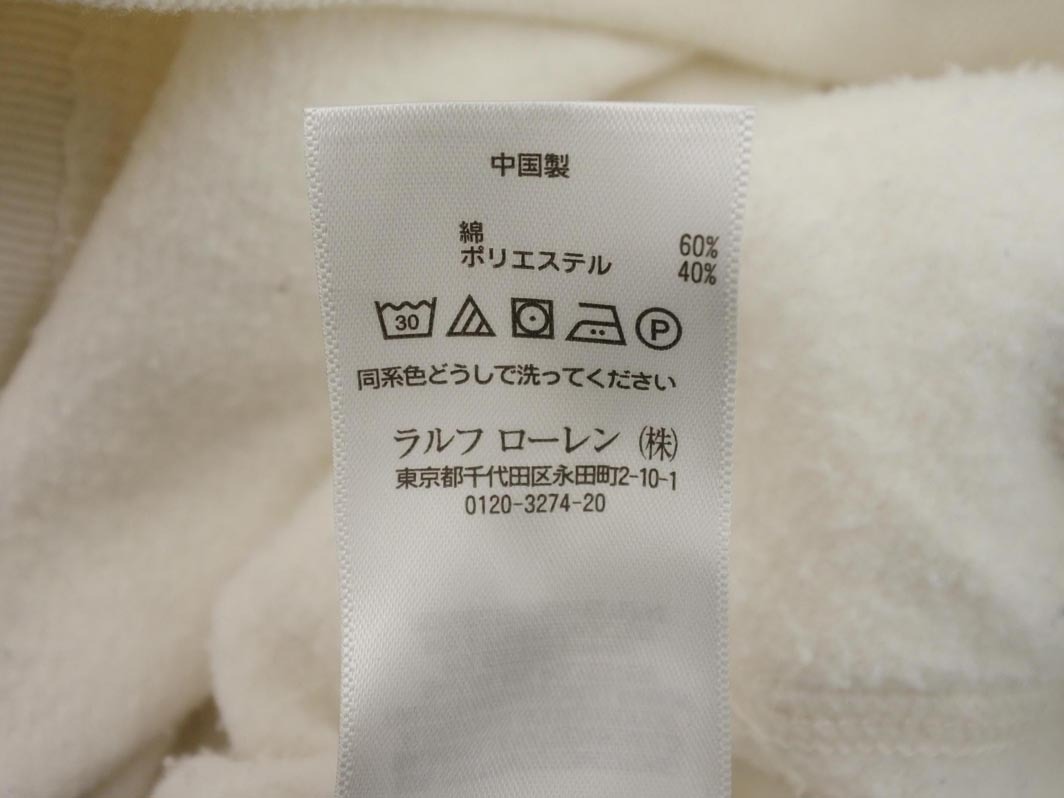 中国製
綿 60%
ポリエステル 40%
30 P
同系色どうしで洗ってください
ラルフ ローレン (株)
東京都千代田区永田町2-10-1
0120-3274-20